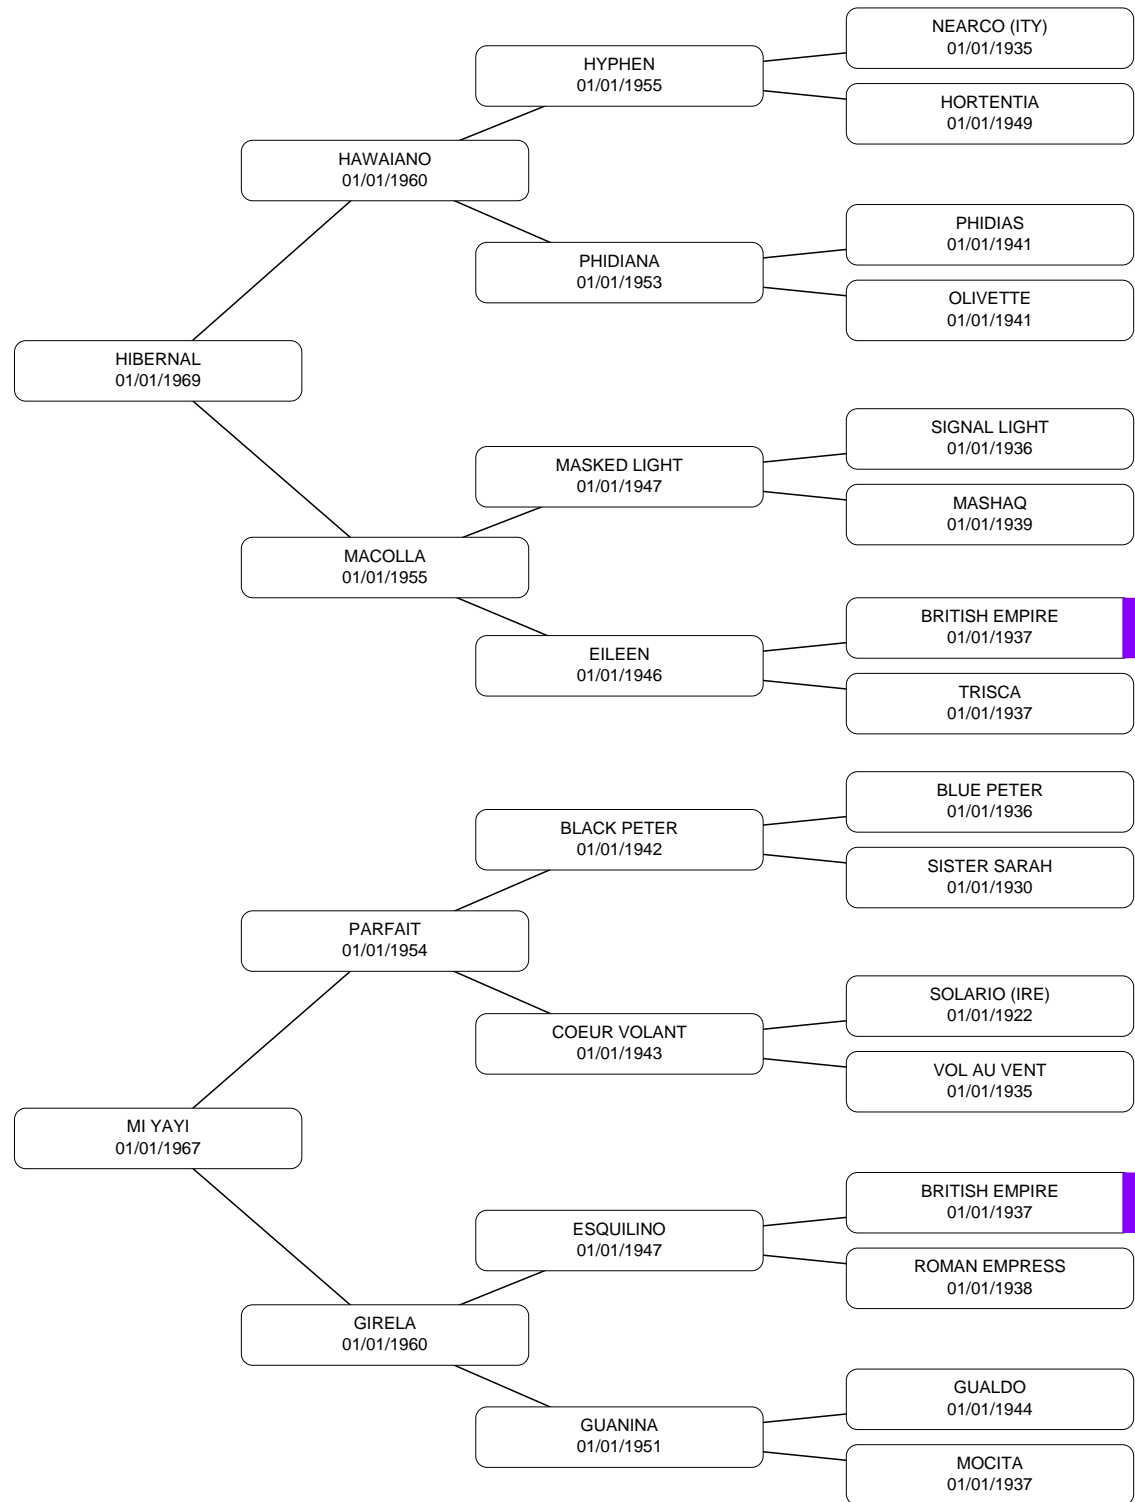 NEARCO (ITY)
01/01/1935
HYPHEN
01/01/1955
HORTENTIA
01/01/1949
HAWAIANO
01/01/1960
PHIDIAS
01/01/1941
PHIDIANA
01/01/1953
OLIVETTE
01/01/1941
HIBERNAL
01/01/1969
SIGNAL LIGHT
01/01/1936
MASKED LIGHT
01/01/1947
MASHAQ
01/01/1939
MACOLLA
01/01/1955
BRITISH EMPIRE
01/01/1937
EILEEN
01/01/1946
TRISCA
01/01/1937
BLUE PETER
01/01/1936
BLACK PETER
01/01/1942
SISTER SARAH
01/01/1930
PARFAIT
01/01/1954
SOLARIO (IRE)
01/01/1922
COEUR VOLANT
01/01/1943
VOL AU VENT
01/01/1935
MI YAYI
01/01/1967
BRITISH EMPIRE
01/01/1937
ESQUILINO
01/01/1947
ROMAN EMPRESS
01/01/1938
GIRELA
01/01/1960
GUALDO
01/01/1944
GUANINA
01/01/1951
MOCITA
01/01/1937